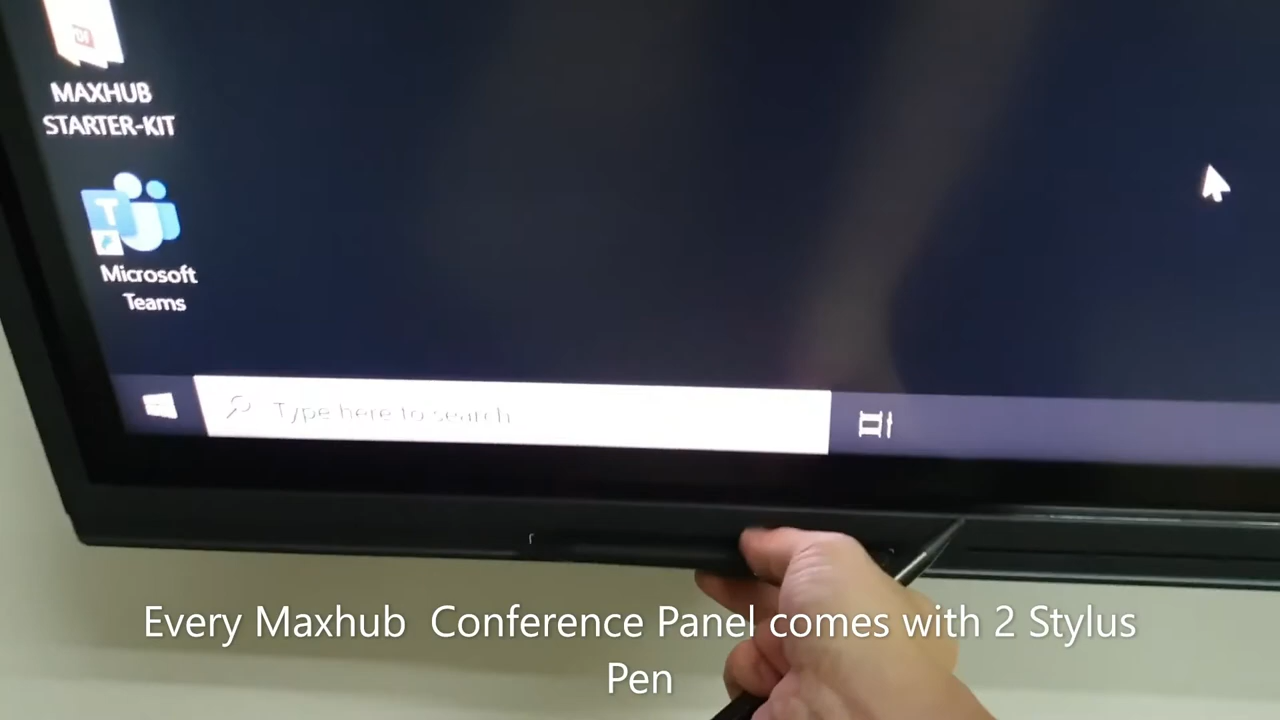 MAXHUB
STARTER-KIT
Microsoft
Teams
Type here to search
Every Maxhub  Conference Panel comes with 2 Stylus
Pen